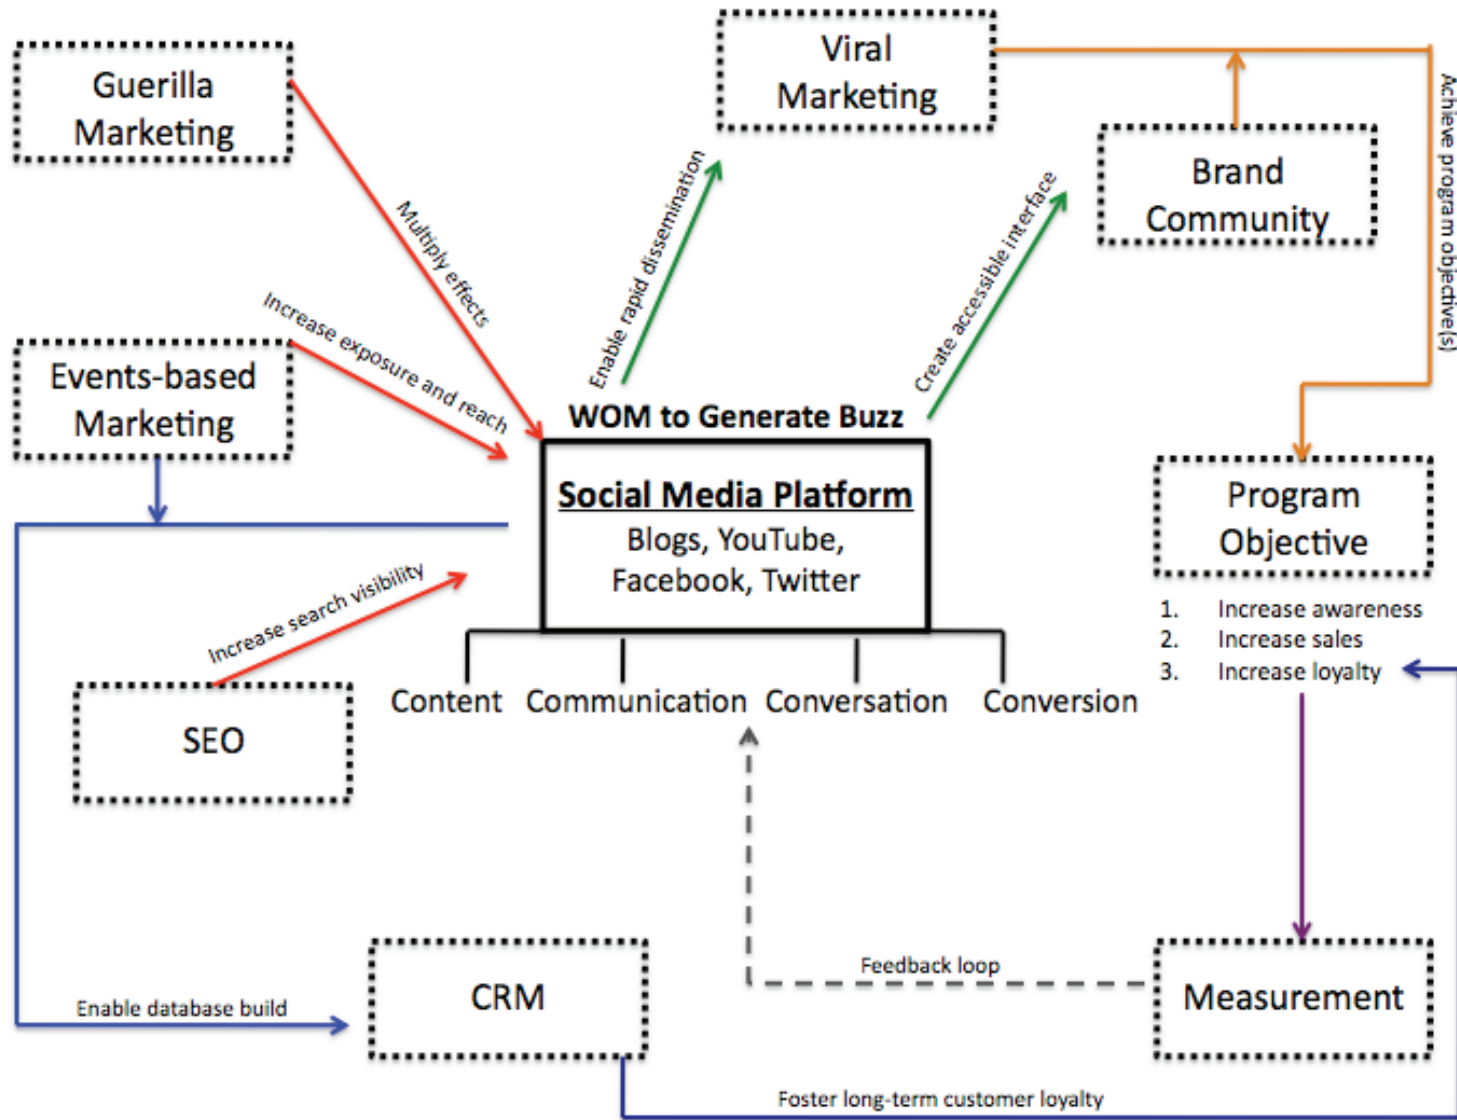 Guerilla
Marketing
Viral
Marketing
Brand
Community
Achieve program objective(s)
Multiply effects
Enable rapid dissemination
Create accessible interface
Increase exposure and reach
Events-based
Marketing
WOM to Generate Buzz
Social Media Platform
Blogs, YouTube,
Facebook, Twitter
Program
Objective
1. Increase awareness
2. Increase sales
3. Increase loyalty
Increase search visibility
SEO
Content Communication Conversation Conversion
Feedback loop
CRM
Measurement
Enable database build
Foster long-term customer loyalty